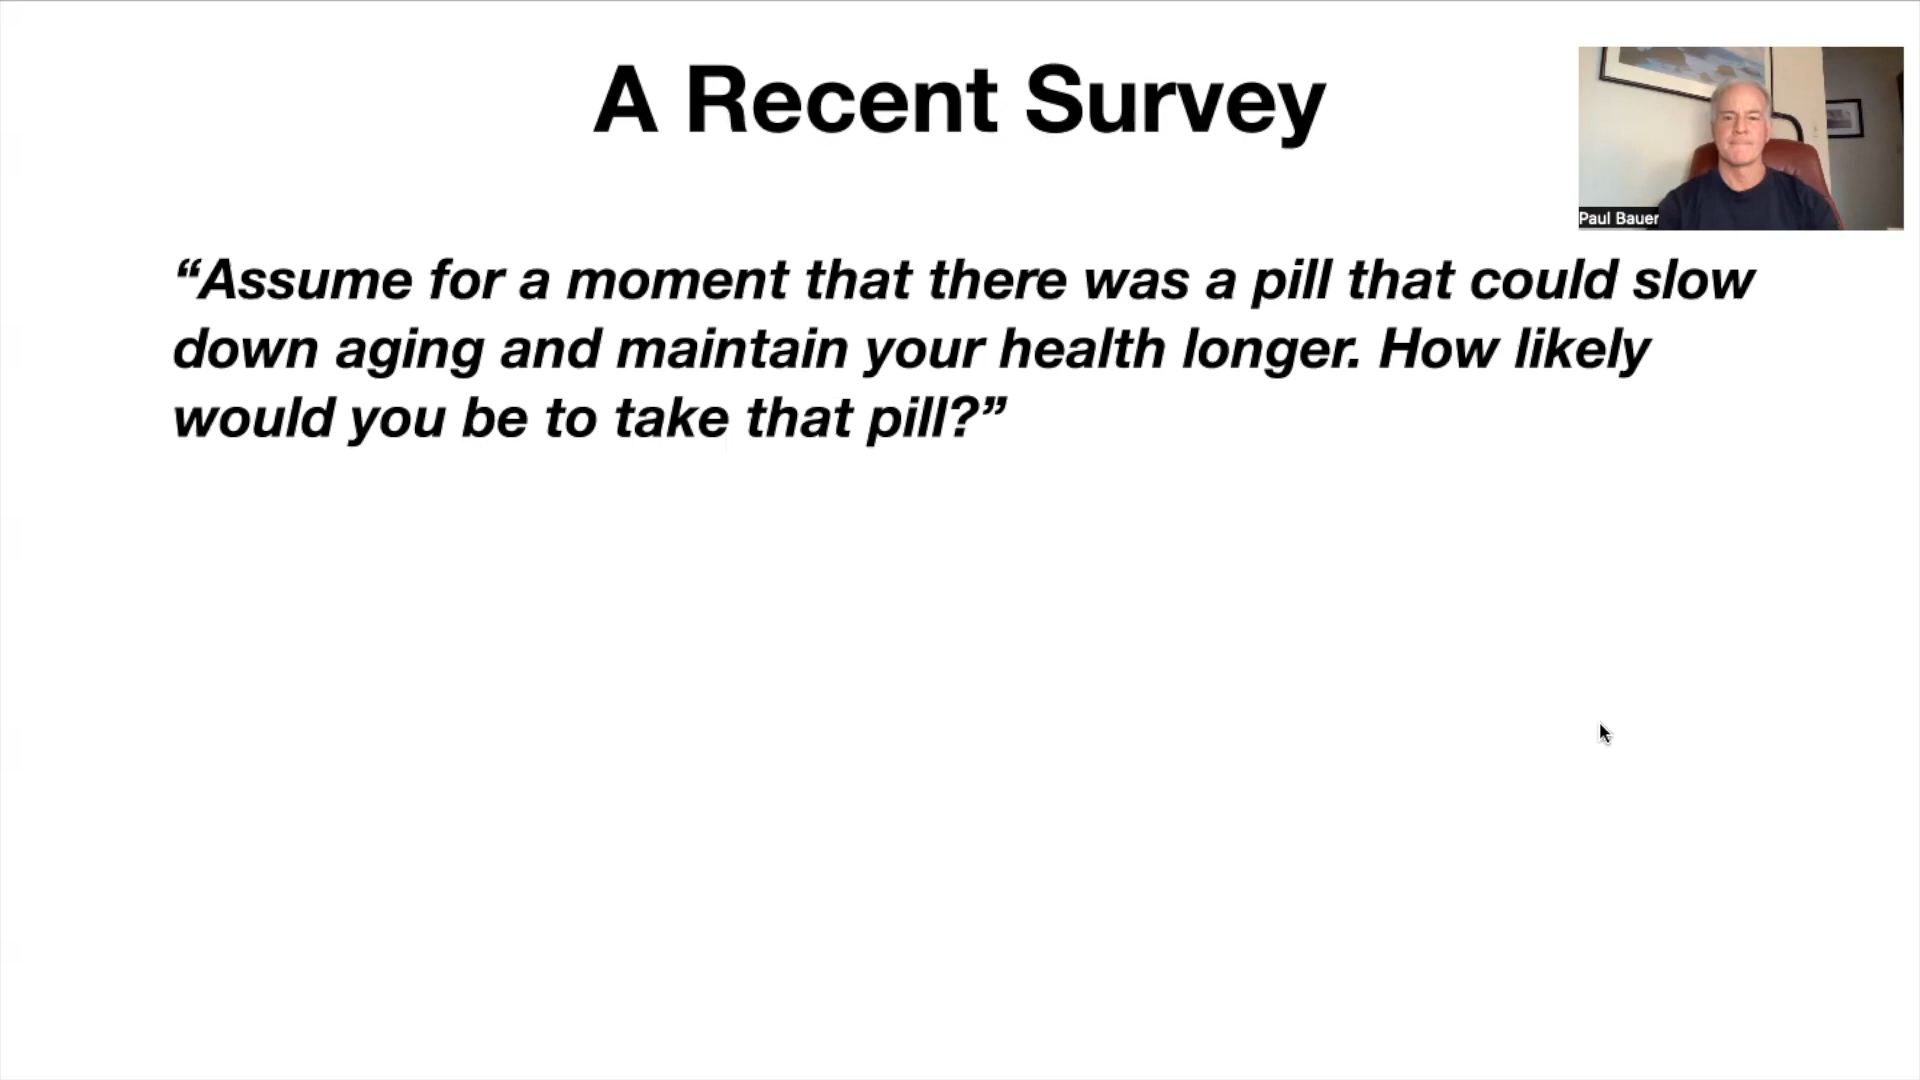 A Recent Survey
Paul Bauer
“Assume for a moment that there was a pill that could slow
down aging and maintain your health longer. How likely
would you be to take that pill?”